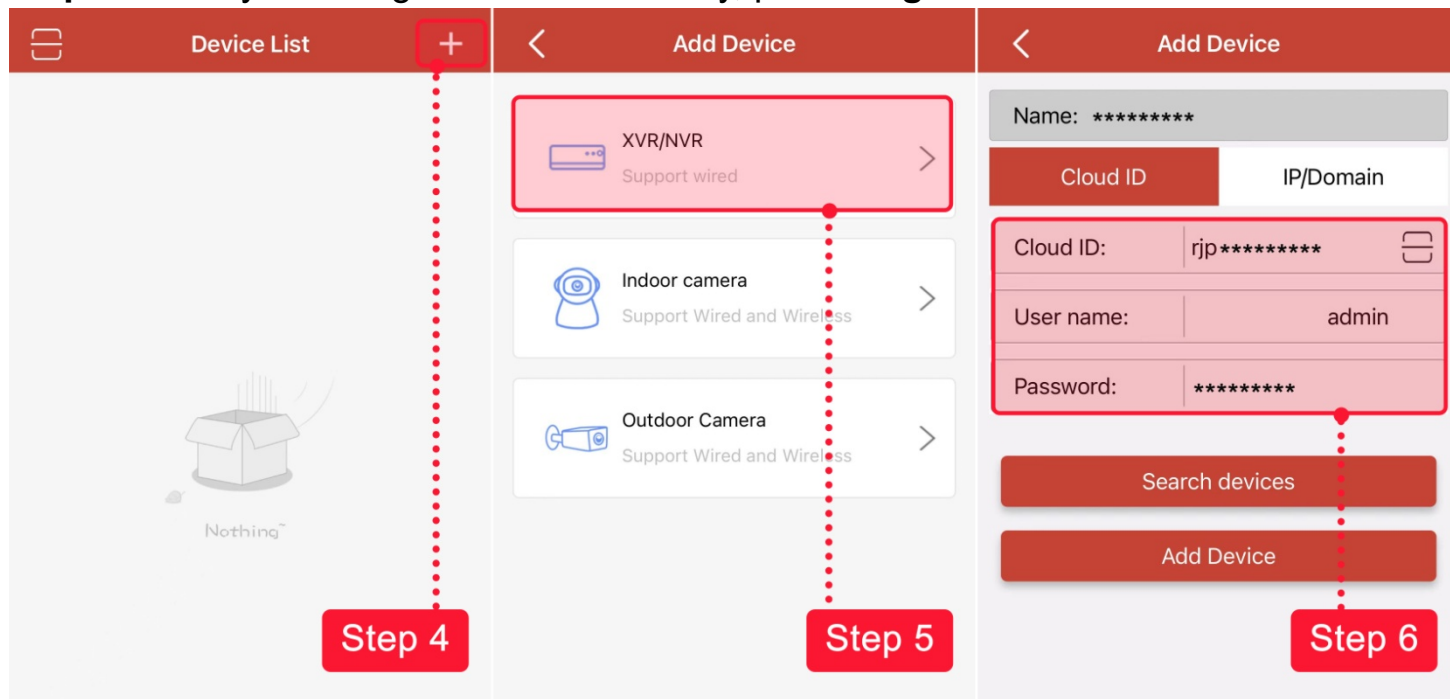 Device List
+
Nothing~
Step 4
Add Device
XVR/NVR
Support wired
Indoor camera
Support Wired and Wireless
Outdoor Camera
Support Wired and Wireless
Step 5
Add Device
Name: *********
Cloud ID IP/Domain
Cloud ID: rjp*********
User name: admin
Password: *********
Search devices
Add Device
Step 6